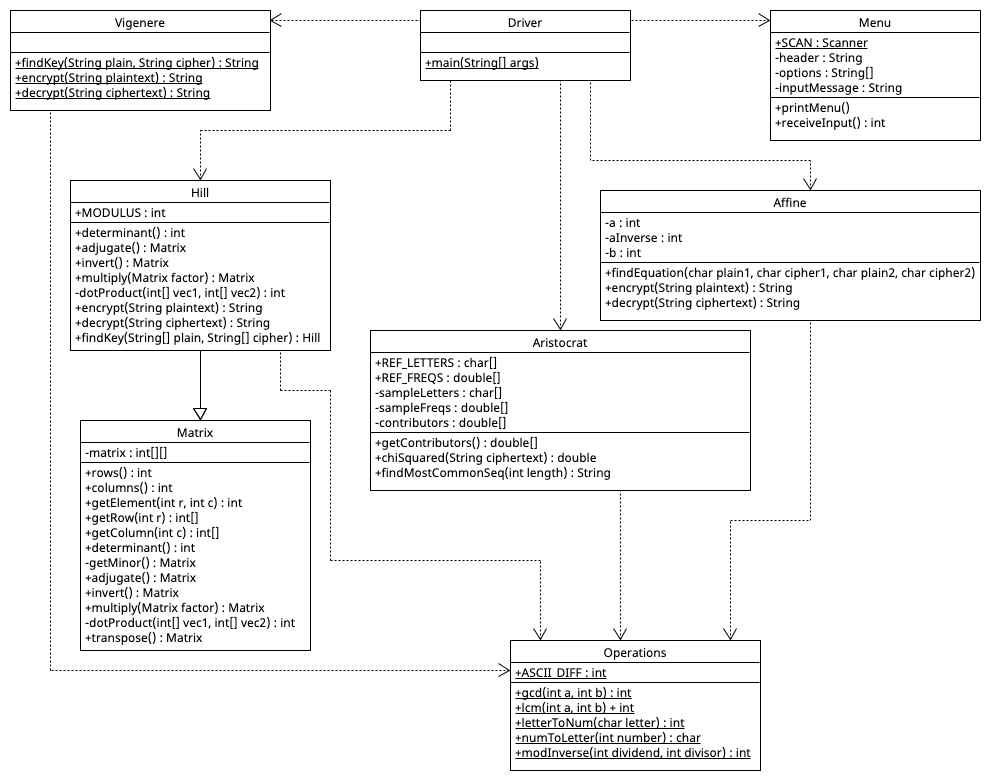 Vigenere
+findKey(String plain, String cipher) : String
+encrypt(String plaintext) : String
+decrypt(String ciphertext) : String
Driver
+main(String[] args)
Menu
+SCAN : Scanner
-header : String
-options : String[]
-inputMessage : String
+printMenu()
+receiveInput() : int
Hill
+MODULUS : int
+determinant() : int
+adjugate() : Matrix
+invert() : Matrix
+multiply(Matrix factor) : Matrix
-dotProduct(int[] vec1, int[] vec2) : int
+encrypt(String plaintext) : String
+decrypt(String ciphertext) : String
+findKey(String[] plain, String[] cipher) : Hill
Affine
-a : int
-aInverse : int
-b : int
+findEquation(char plain1, char cipher1, char plain2, char cipher2)
+encrypt(String plaintext) : String
+decrypt(String ciphertext) : String
Aristocrat
+REF_LETTERS : char[]
+REF_FREQS : double[]
-sampleLetters : char[]
-sampleFreqs : double[]
-contributors : double[]
+getContributors() : double[]
+chiSquared(String ciphertext) : double
+findMostCommonSeq(int length) : String
Matrix
-matrix : int[][]
+rows() : int
+columns() : int
+getElement(int r, int c) : int
+getRow(int r) : int[]
+getColumn(int c) : int[]
+determinant() : int
-getMinor() : Matrix
+adjugate() : Matrix
+invert() : Matrix
+multiply(Matrix factor) : Matrix
-dotProduct(int[] vec1, int[] vec2) : int
+transpose() : Matrix
Operations
+ASCII_DIFF : int
+gcd(int a, int b) : int
+lcm(int a, int b) + int
+letterToNum(char letter) : int
+numToLetter(int number) : char
+modInverse(int dividend, int divisor) : int